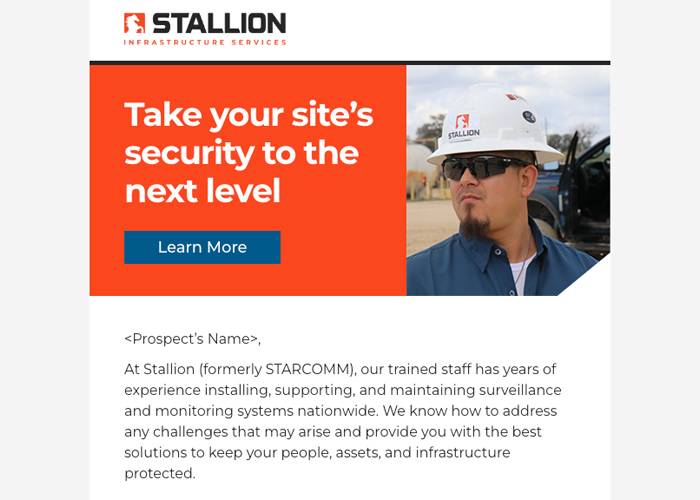 STALLION
INFRASTRUCTURE SERVICES
Take your site’s
security to the
next level
Learn More
STALLION
<Prospect’s Name>,
At Stallion (formerly STARCOMM), our trained staff has years of
experience installing, supporting, and maintaining surveillance
and monitoring systems nationwide. We know how to address
any challenges that may arise and provide you with the best
solutions to keep your people, assets, and infrastructure
protected.